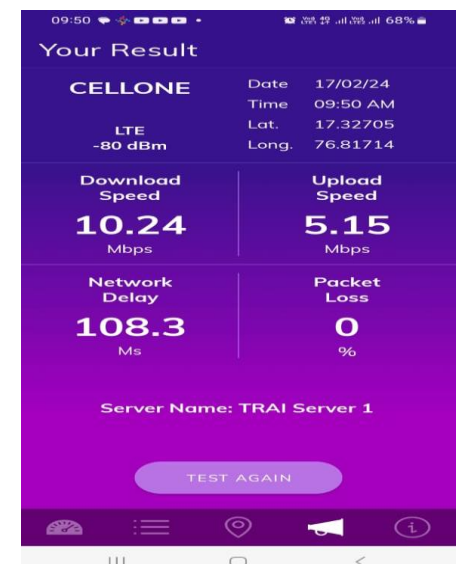 09:50 68%
Your Result
CELLONE
LTE
-80 dBm
Date 17/02/24
Time 09:50 AM
Lat. 17.32705
Long. 76.81714
Download
Speed
10.24
Mbps
Upload
Speed
5.15
Mbps
Network
Delay
108.3
Ms
Packet
Loss
0
%
Server Name: TRAI Server 1
TEST AGAIN